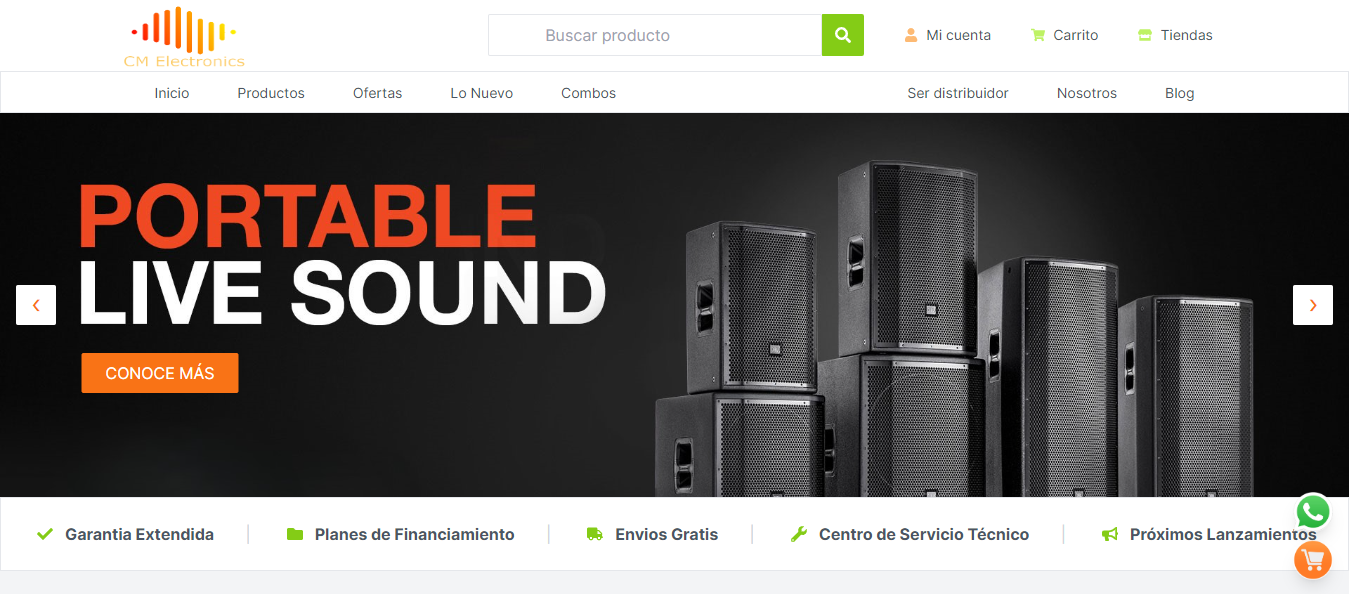 CM Electronics
Buscar producto
Mi cuenta
Carrito
Tiendas
Inicio
Productos
Ofertas
Lo Nuevo
Combos
Ser distribuidor
Nosotros
Blog
PORTABLE
LIVE SOUND
CONOCE MÁS
Garantia Extendida
Planes de Financiamiento
Envios Gratis
Centro de Servicio Técnico
Próximos Lanzamientos